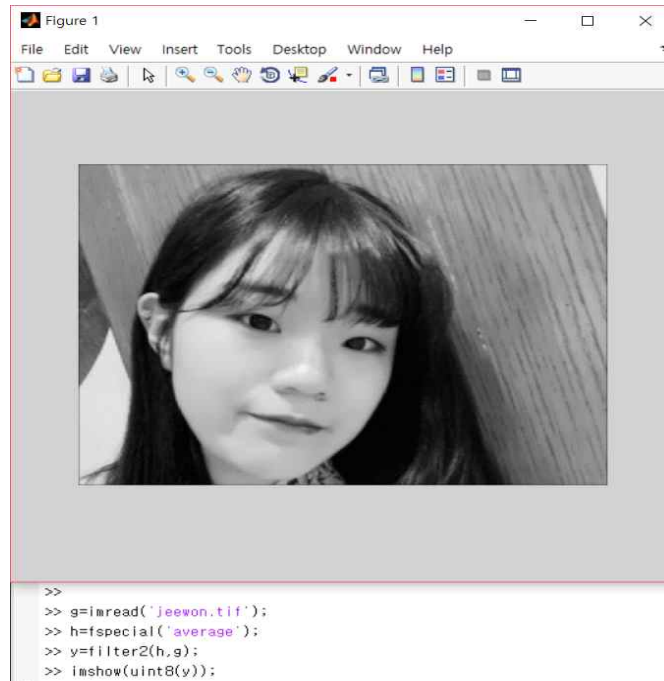 Figure 1
File Edit View Insert Tools Desktop Window Help
>>
>> g=imread('jeewon.tif');
>> h=fspecial('average');
>> y=filter2(h,g);
>> imshow(uint8(y));